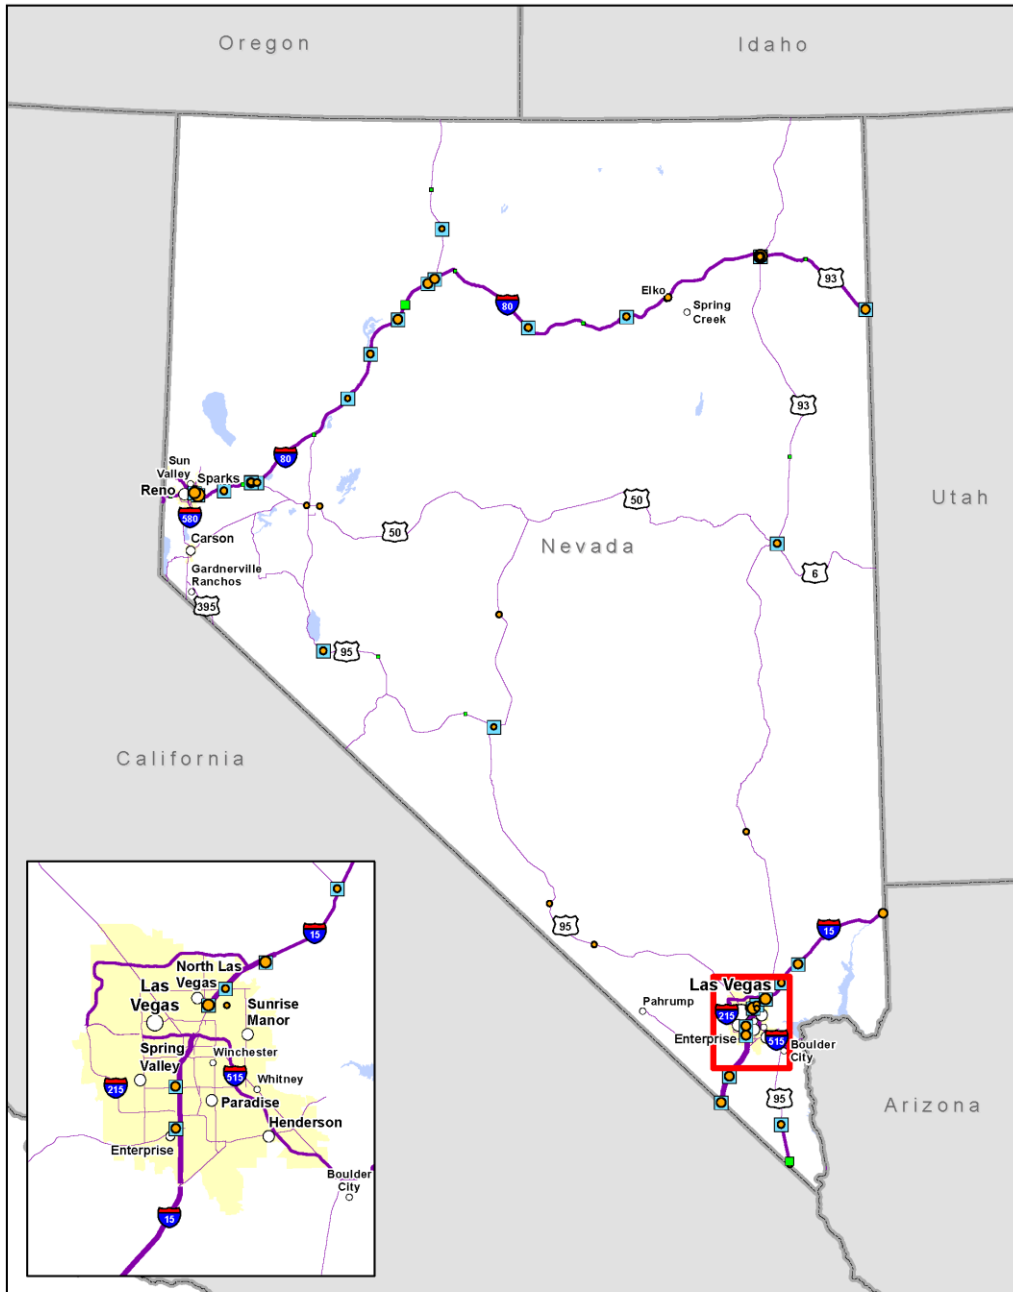 Oregon
Idaho
93
Elko
80
Spring
Creek
93
80
Sun
Valley
Sparks
Reno
50
Utah
580
50
Nevada
Carson
6
Gardnerville
Ranchos
395
95
California
95
15
Las Vegas
Pahrump
215
Enterprise
515
Boulder
City
95
Arizona
15
North Las
Vegas
Las
Vegas
Sunrise
Manor
Spring
Valley
Winchester
515
Whitney
215
Paradise
Henderson
Enterprise
Boulder
City
15